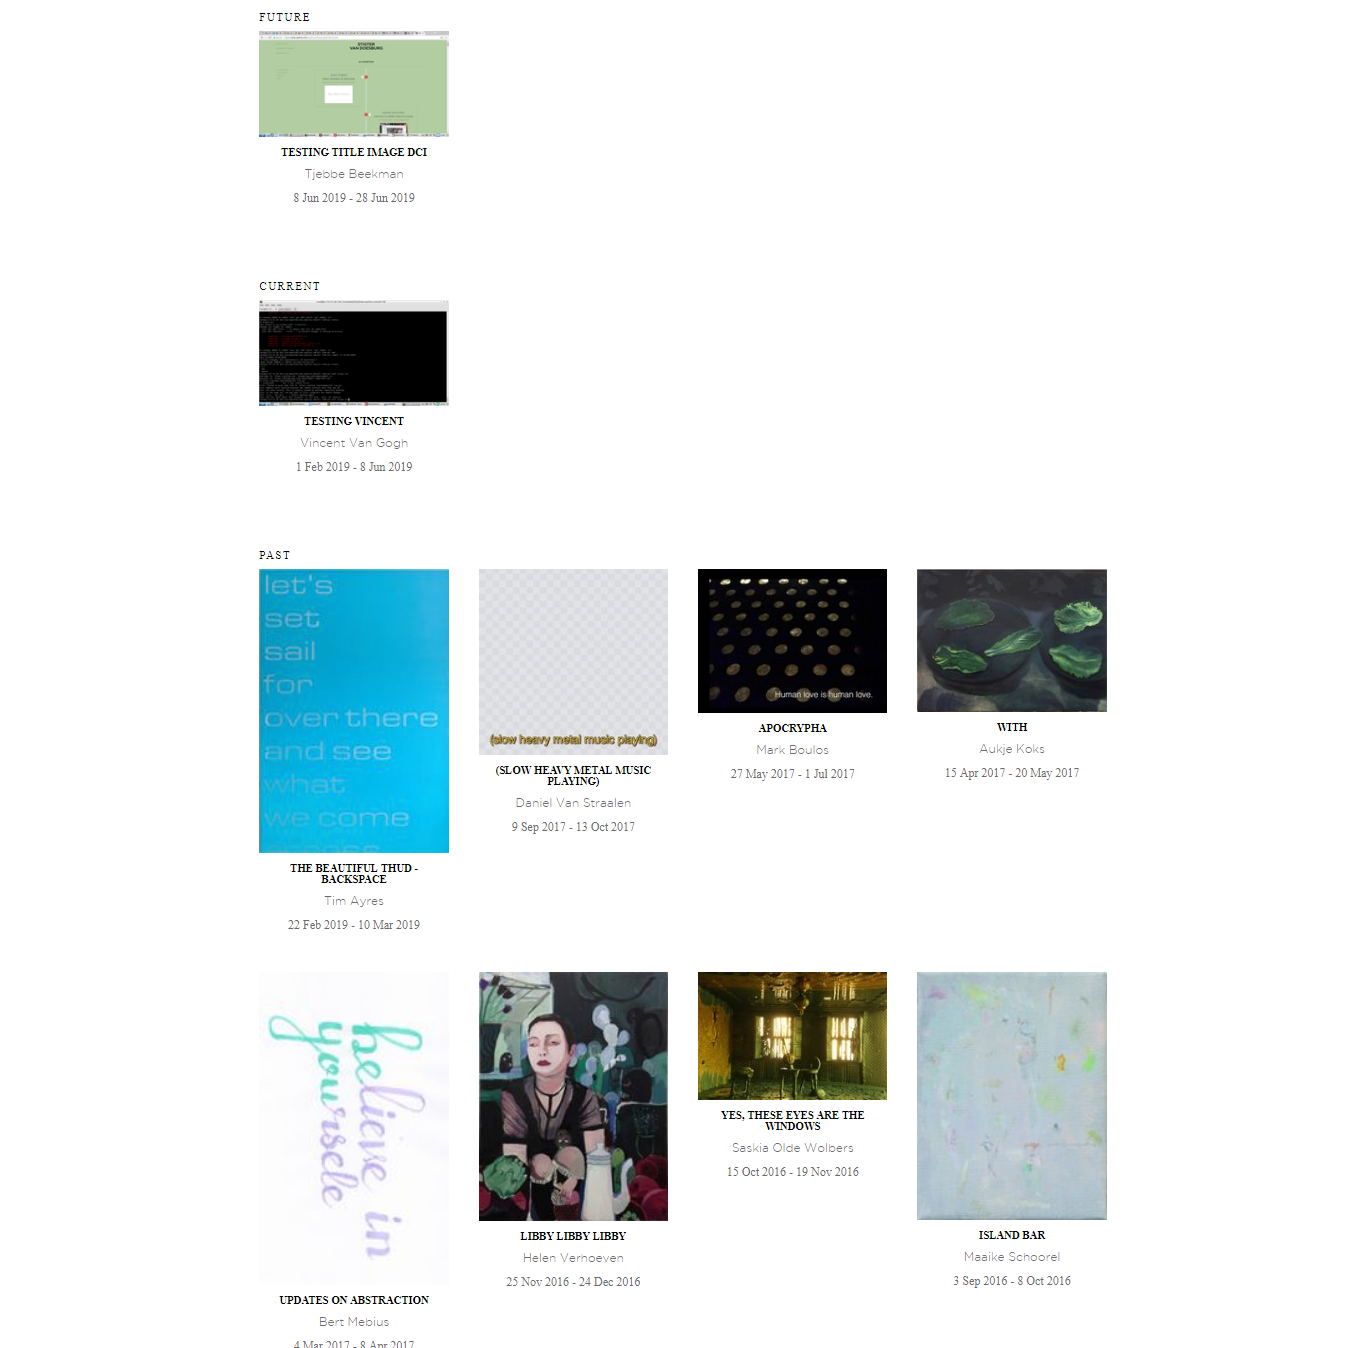 FUTURE
STIGTER
VAN DOESBURG
TESTING TITLE IMAGE DCI
Tjebbe Beekman
8 Jun 2019 - 28 Jun 2019
CURRENT
TESTING VINCENT
Vincent Van Gogh
1 Feb 2019 - 8 Jun 2019
PAST
let's
set
sail
for
over there
and see
what
we come
across
THE BEAUTIFUL THUD -
BACKSPACE
Tim Ayres
22 Feb 2019 - 10 Mar 2019
(slow heavy metal music playing)
(SLOW HEAVY METAL MUSIC
PLAYING)
Daniel Van Straalen
9 Sep 2017 - 13 Oct 2017
Human love is human love.
APOCRYPHA
Mark Boulos
27 May 2017 - 1 Jul 2017
WITH
Aukje Koks
15 Apr 2017 - 20 May 2017
believe in
yourself
UPDATES ON ABSTRACTION
Bert Mebius
4 Mar 2017 - 8 Apr 2017
LIBBY LIBBY LIBBY
Helen Verhoeven
25 Nov 2016 - 24 Dec 2016
YES, THESE EYES ARE THE
WINDOWS
Saskia Olde Wolbers
15 Oct 2016 - 19 Nov 2016
ISLAND BAR
Maaike Schoorel
3 Sep 2016 - 8 Oct 2016